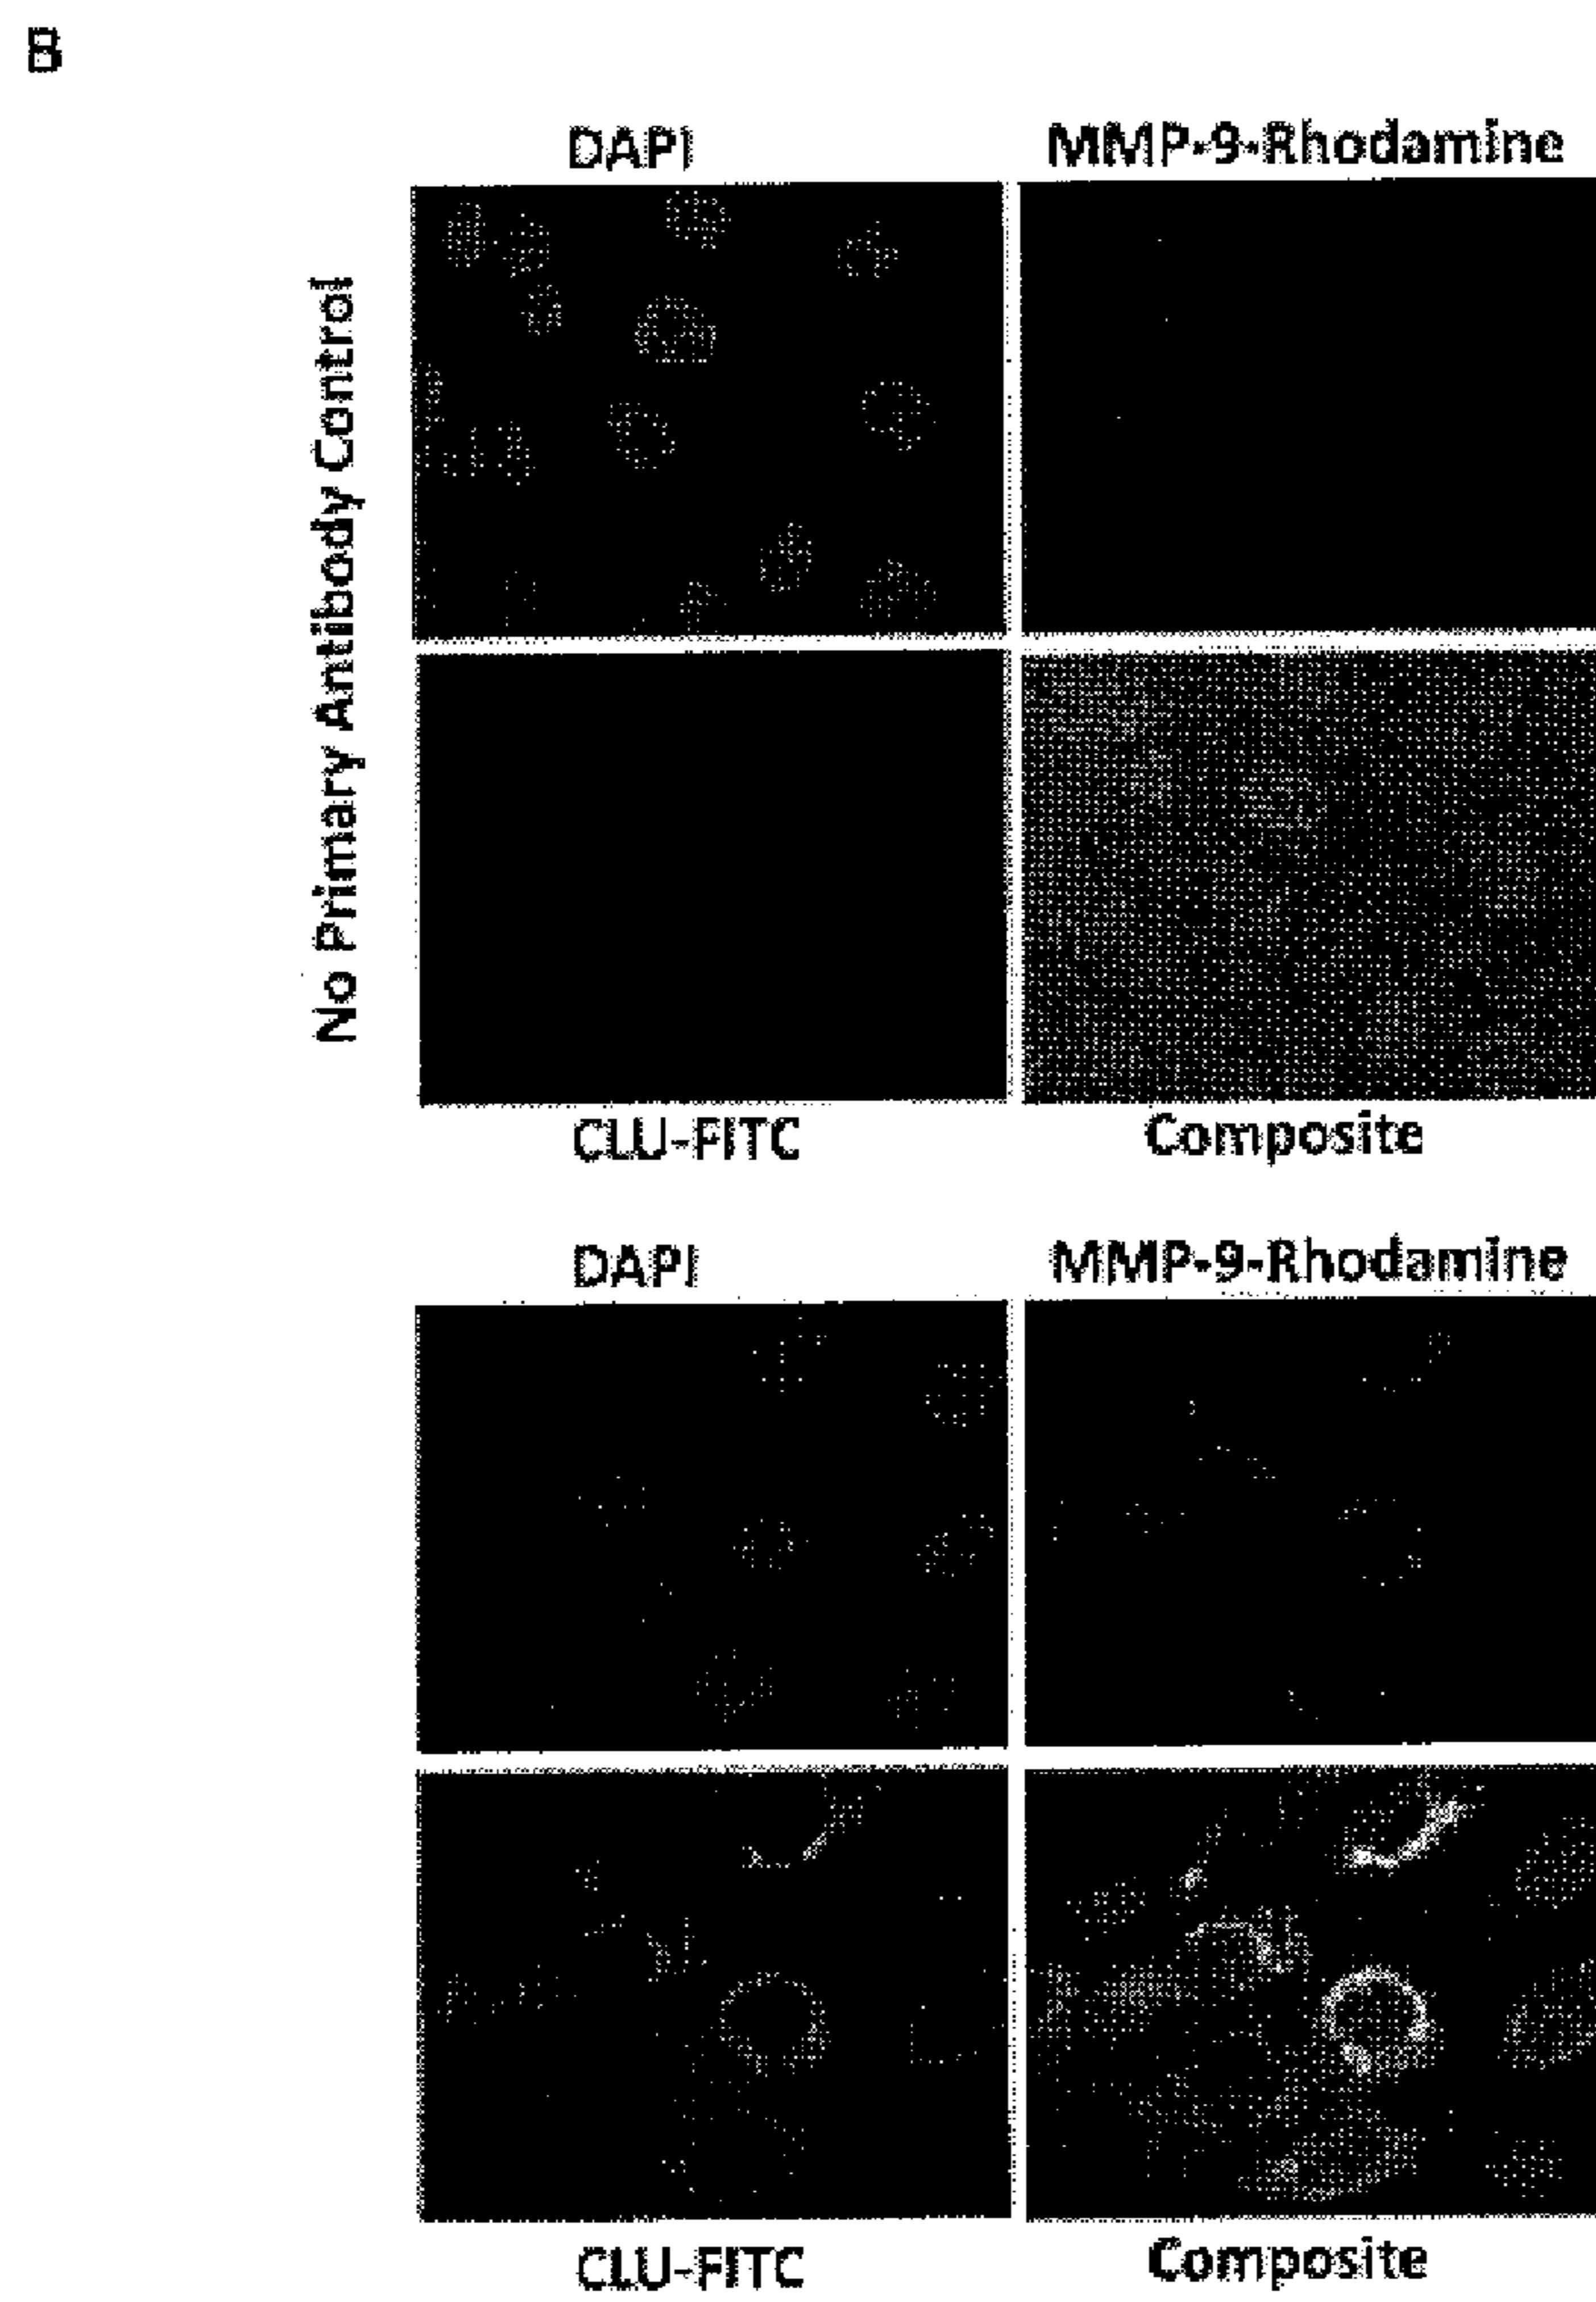 B
DAPI
MMP-9-Rhodamine
No Primary Antibody Control
CLU-FITC
Composite
DAPI
MMP-9-Rhodamine
CLU-FITC
Composite